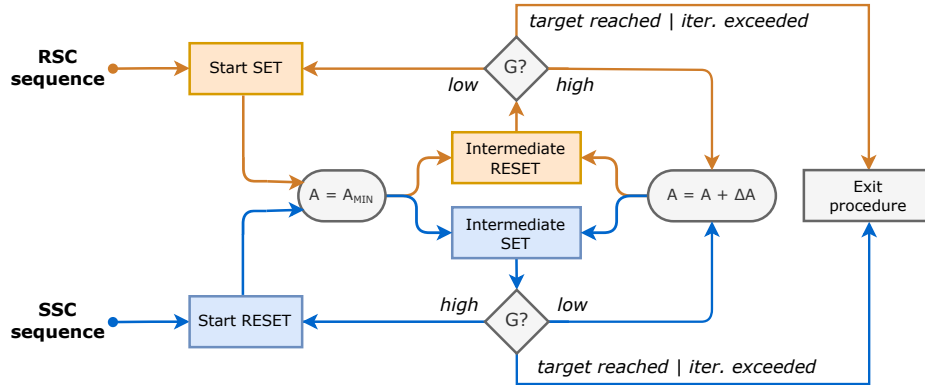 target reached | iter. exceeded
RSC
sequence
Start SET
G?
low
high
Intermediate
RESET
A = A_MIN
A = A + ΔA
Exit
procedure
Intermediate
SET
SSC
sequence
Start RESET
high
G?
low
target reached | iter. exceeded